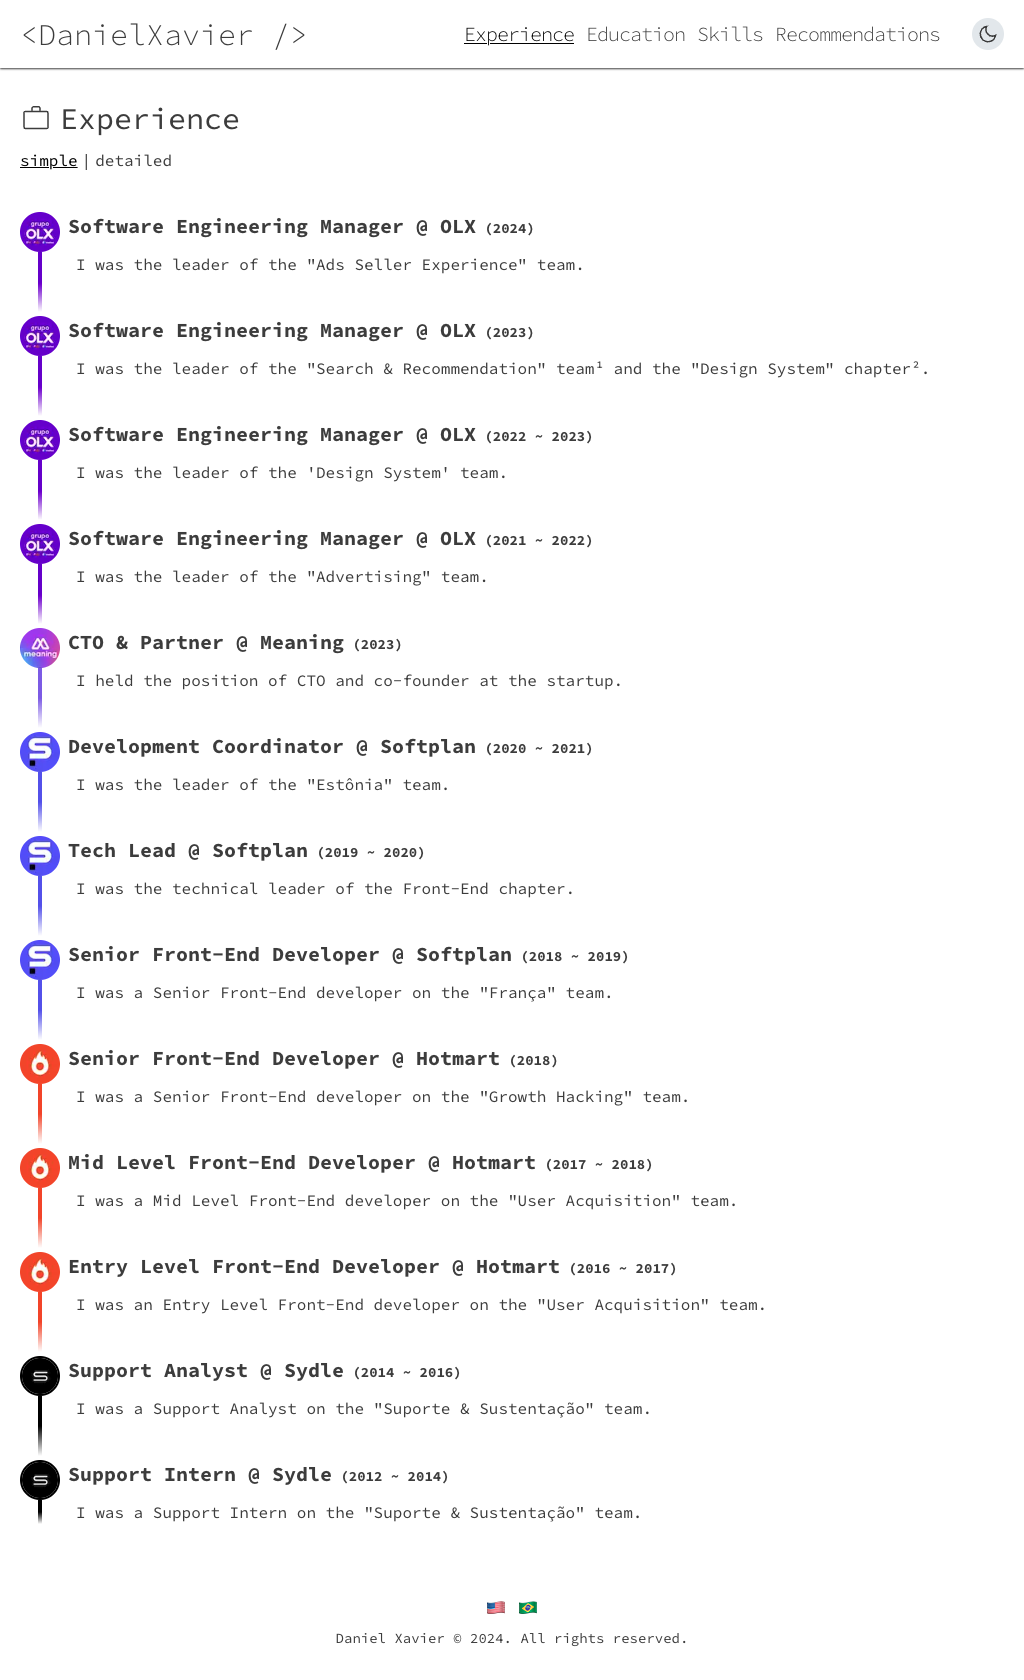 <DanielXavier />
Experience Education Skills Recommendations
Experience
simple | detailed
grupo
OLX
Software Engineering Manager @ OLX (2024)
I was the leader of the "Ads Seller Experience" team.
grupo
OLX
Software Engineering Manager @ OLX (2023)
I was the leader of the "Search & Recommendation" team¹ and the "Design System" chapter².
grupo
OLX
Software Engineering Manager @ OLX (2022 ~ 2023)
I was the leader of the 'Design System' team.
grupo
OLX
Software Engineering Manager @ OLX (2021 ~ 2022)
I was the leader of the "Advertising" team.
meaning
CTO & Partner @ Meaning (2023)
I held the position of CTO and co-founder at the startup.
Development Coordinator @ Softplan (2020 ~ 2021)
I was the leader of the "Estônia" team.
Tech Lead @ Softplan (2019 ~ 2020)
I was the technical leader of the Front-End chapter.
Senior Front-End Developer @ Softplan (2018 ~ 2019)
I was a Senior Front-End developer on the "França" team.
Senior Front-End Developer @ Hotmart (2018)
I was a Senior Front-End developer on the "Growth Hacking" team.
Mid Level Front-End Developer @ Hotmart (2017 ~ 2018)
I was a Mid Level Front-End developer on the "User Acquisition" team.
Entry Level Front-End Developer @ Hotmart (2016 ~ 2017)
I was an Entry Level Front-End developer on the "User Acquisition" team.
Support Analyst @ Sydle (2014 ~ 2016)
I was a Support Analyst on the "Suporte & Sustentação" team.
Support Intern @ Sydle (2012 ~ 2014)
I was a Support Intern on the "Suporte & Sustentação" team.
Daniel Xavier © 2024. All rights reserved.